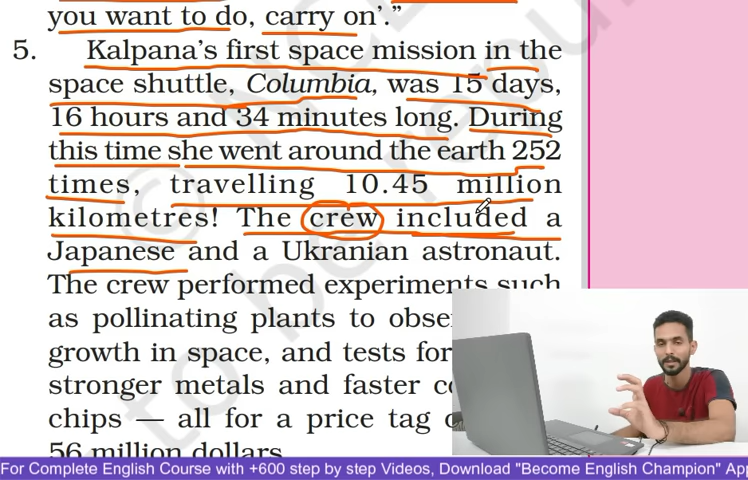 you want to do, carry on'.”
5. Kalpana's first space mission in the
space shuttle, Columbia, was 15 days,
16 hours and 34 minutes long. During
this time she went around the earth 252
times, travelling 10.45 million
kilometres! The crew included a
Japanese and a Ukranian astronaut.
The crew performed experiments such
as pollinating plants to
growth in space, and tests for
stronger metals and faster
chips — all for a price tag
56 million dollars.
For Complete English Course with +600 step by step Videos, Download "Become English Champion"